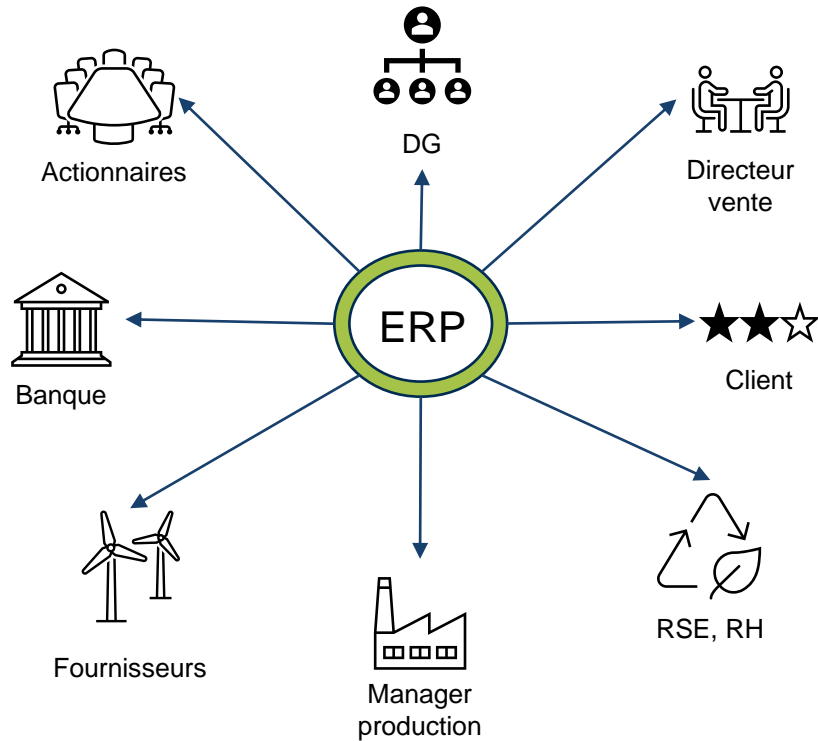 DG
Actionnaires
Directeur
vente
ERP
Banque
Client
RSE, RH
Fournisseurs
Manager
production